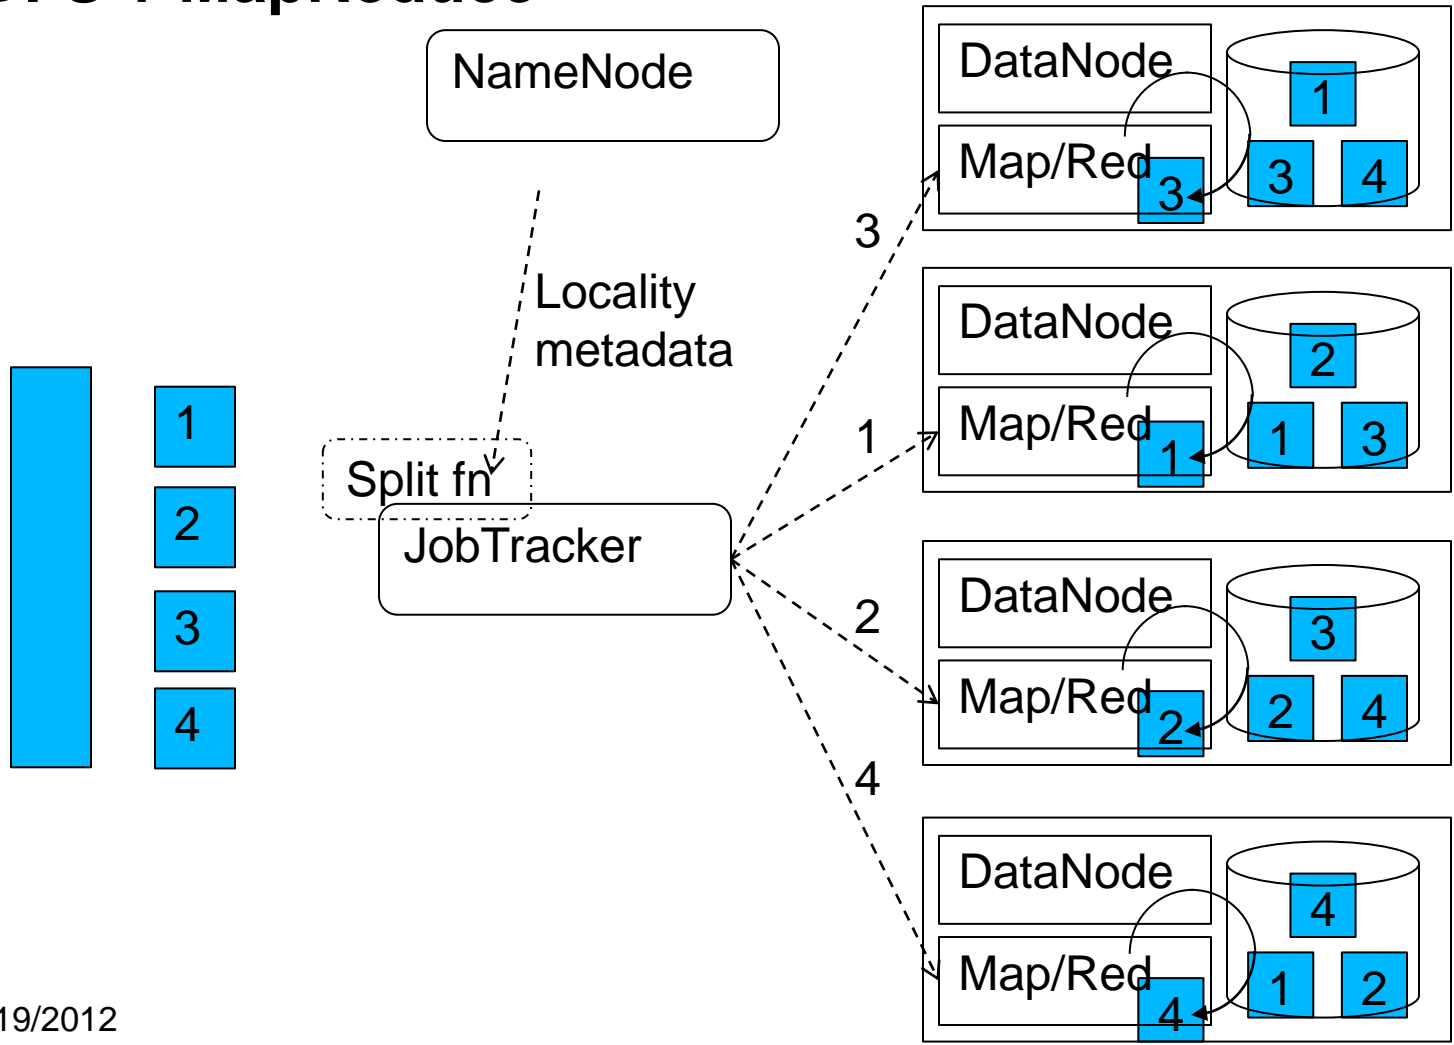 MapReduce
NameNode
Locality
metadata
Split fn
JobTracker
1
2
3
4
3
1
2
4
DataNode
Map/Red
3
1
3
4
DataNode
Map/Red
1
2
1
3
DataNode
Map/Red
2
3
2
4
DataNode
Map/Red
4
4
1
2
19/2012